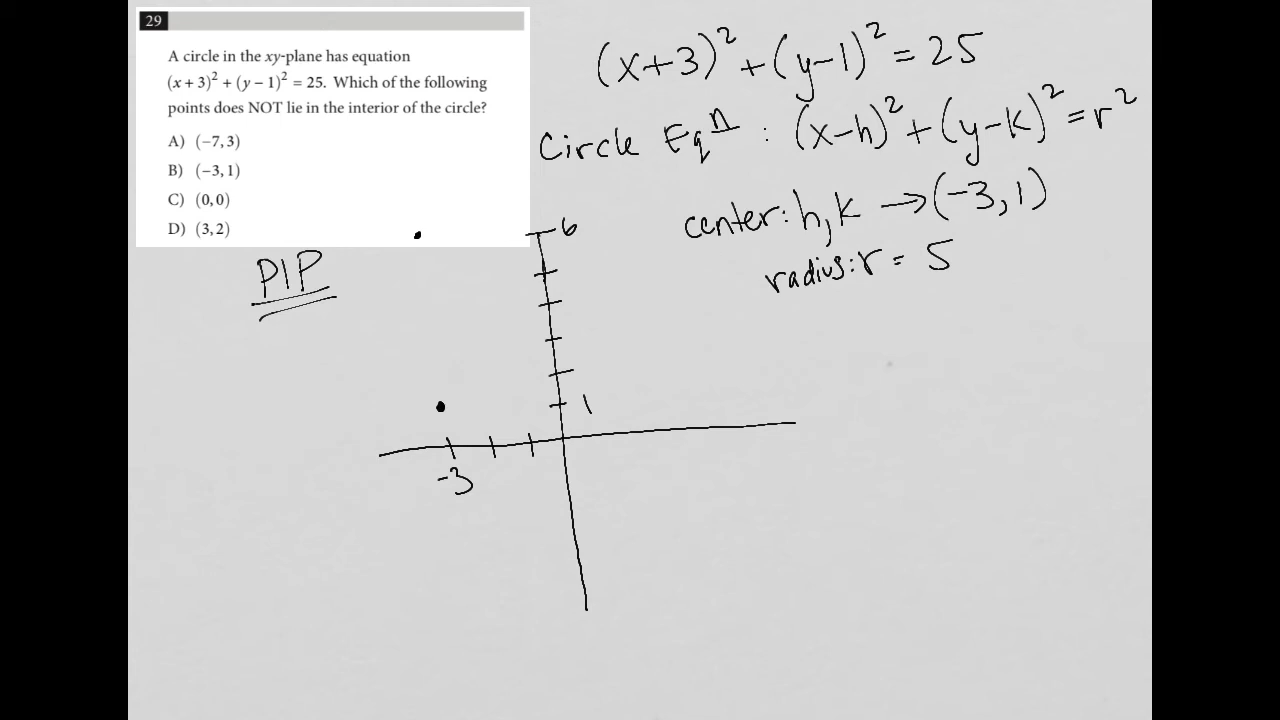 29
A circle in the xy-plane has equation
(x + 3)² + (y − 1)² = 25. Which of the following
points does NOT lie in the interior of the circle?
A) (−7, 3)
B) (−3, 1)
C) (0, 0)
D) (3, 2)
(x+3)² + (y-1)² = 25
Circle Eqn : (x-h)² + (y-k)² = r²
center: h, k → (-3, 1)
radius: r = 5
PIP
6
1
-3